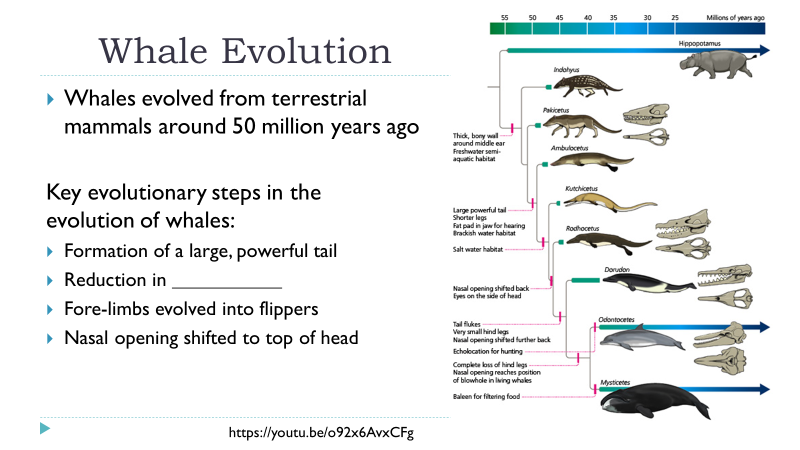 Whale Evolution
Whales evolved from terrestrial
mammals around 50 million years ago
Key evolutionary steps in the
evolution of whales:
Formation of a large, powerful tail
Reduction in ____________
Fore-limbs evolved into flippers
Nasal opening shifted to top of head
https://youtu.be/o92x6AvxCFg
55 50 45 40 35 30 25 Millions of years ago
Hippopotamus
Indohyus
Pakicetus
Thick, bony wall
around middle ear
Freshwater semi-
aquatic habitat
Ambulocetus
Kutchicetus
Large powerful tail
Shorter legs
Fat pad in jaw for hearing
Brackish water habitat
Rodhocetus
Salt water habitat
Dorudon
Nasal opening shifted back
Eyes on the side of head
Odontocetes
Tail flukes
Very small hind legs
Nasal opening shifted further back
Echolocation for hunting
Complete loss of hind legs
Nasal opening reaches position
of blowhole in living whales
Mysticetes
Baleen for filtering food